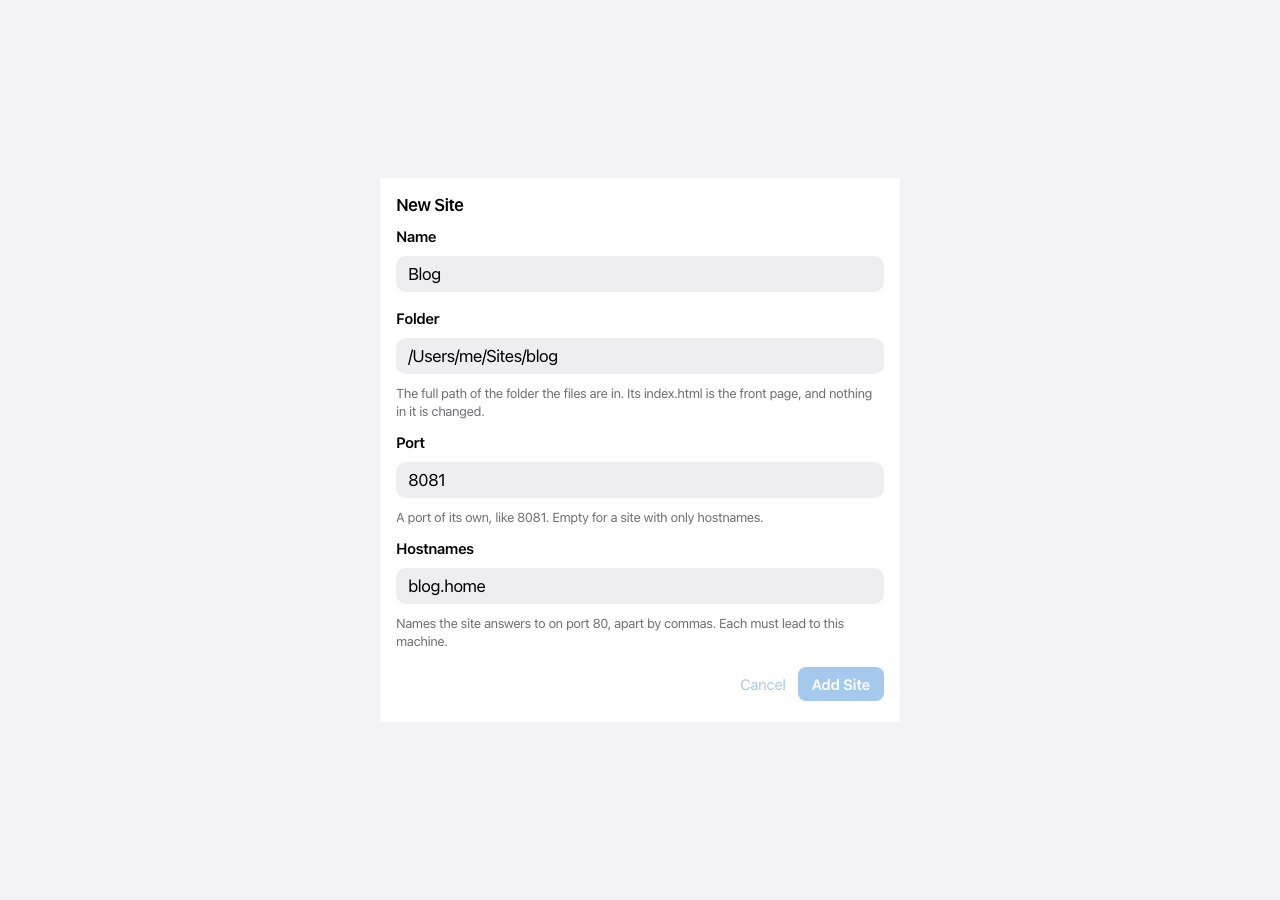 New Site
Name
Blog
Folder
/Users/me/Sites/blog
The full path of the folder the files are in. Its index.html is the front page, and nothing
in it is changed.
Port
8081
A port of its own, like 8081. Empty for a site with only hostnames.
Hostnames
blog.home
Names the site answers to on port 80, apart by commas. Each must lead to this
machine.
Cancel
Add Site